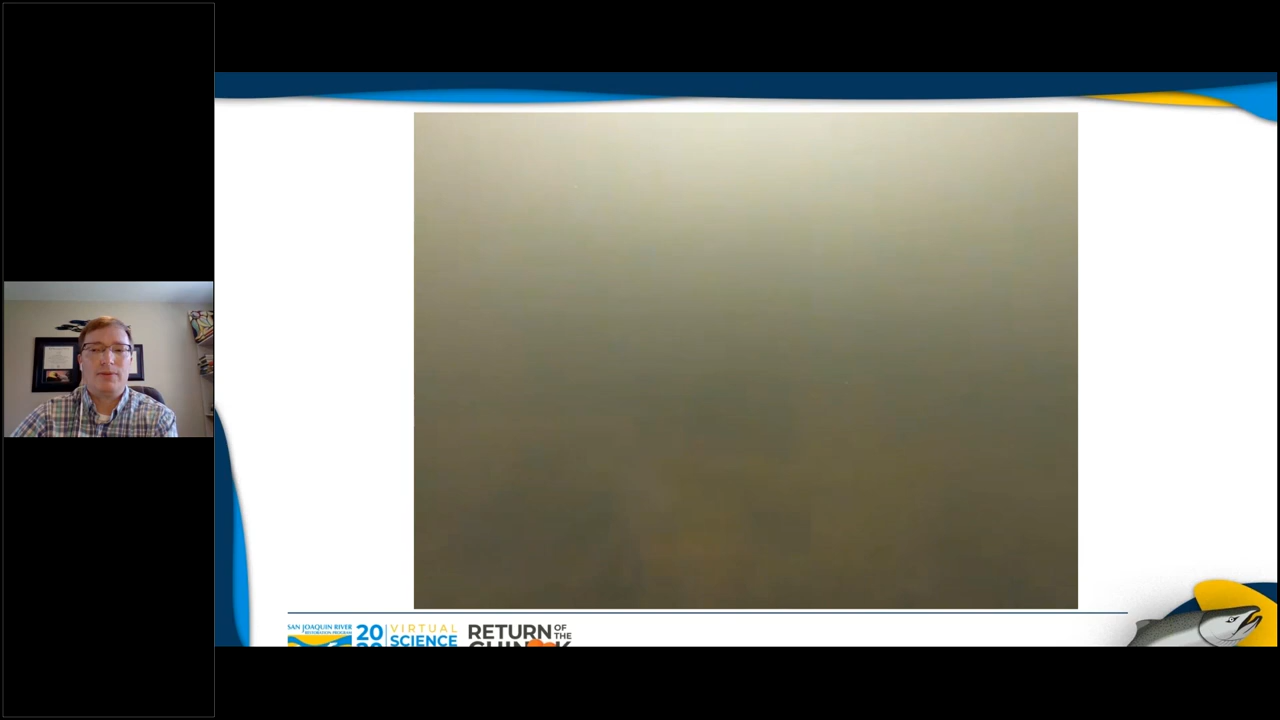 SAN JOAQUIN RIVER
RESTORATION PROGRAM
20
VIRTUAL
SCIENCE
RETURN OF THE